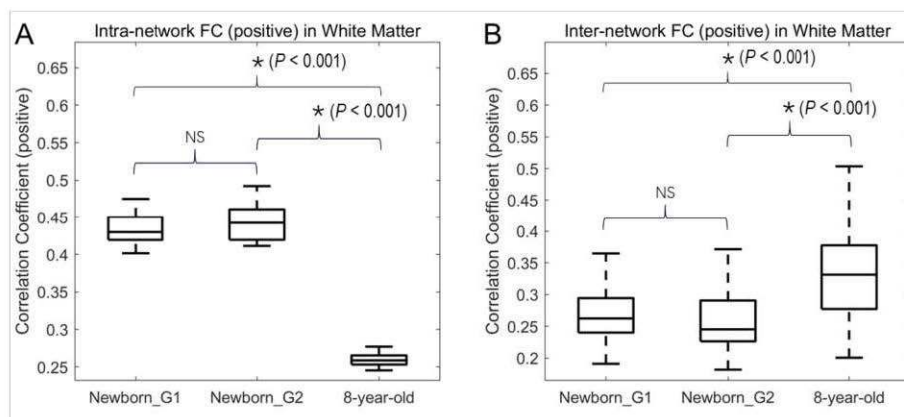 A
Intra-network FC (positive) in White Matter
Correlation Coefficient (positive)
0.65
0.6
0.55
0.5
0.45
0.4
0.35
0.3
0.25
* (P < 0.001)
* (P < 0.001)
NS
Newborn_G1
Newborn_G2
8-year-old
B
Inter-network FC (positive) in White Matter
Correlation Coefficient (positive)
0.65
0.6
0.55
0.5
0.45
0.4
0.35
0.3
0.25
0.2
* (P < 0.001)
* (P < 0.001)
NS
Newborn_G1
Newborn_G2
8-year-old